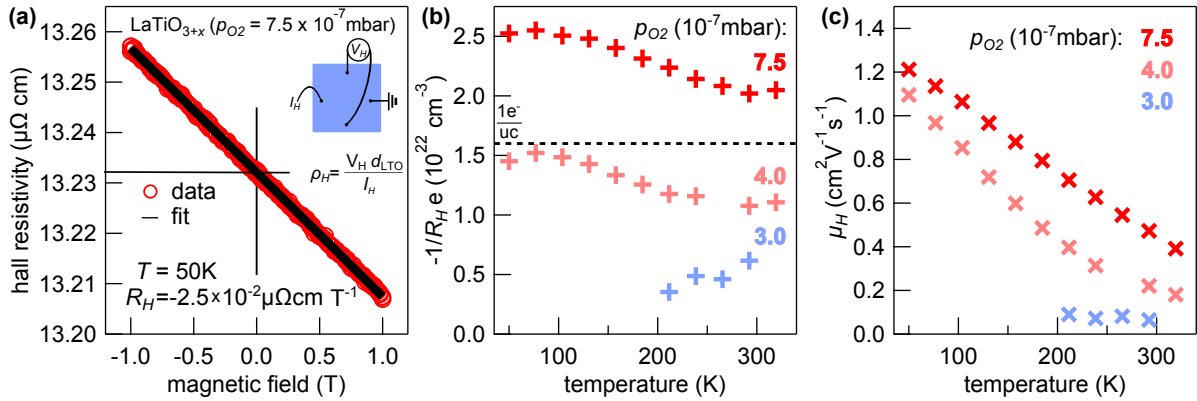 (a)
LaTiO3+x (pO2 = 7.5 x 10-7mbar)
VH
IH
ρH= VH dLTO / IH
data
fit
T = 50K
RH=-2.5×10-2μΩcm T-1
hall resistivity (μΩ cm)
13.26
13.25
13.24
13.23
13.22
13.21
13.20
-1.0 -0.5 0.0 0.5 1.0
magnetic field (T)
(b)
pO2 (10-7mbar):
7.5
1e-
uc
4.0
3.0
-1/RH e (1022 cm-3)
2.5
2.0
1.5
1.0
0.5
0.0
100 200 300
temperature (K)
(c)
pO2 (10-7mbar):
7.5
4.0
3.0
μH (cm2V-1s-1)
1.4
1.2
1.0
0.8
0.6
0.4
0.2
0.0
100 200 300
temperature (K)